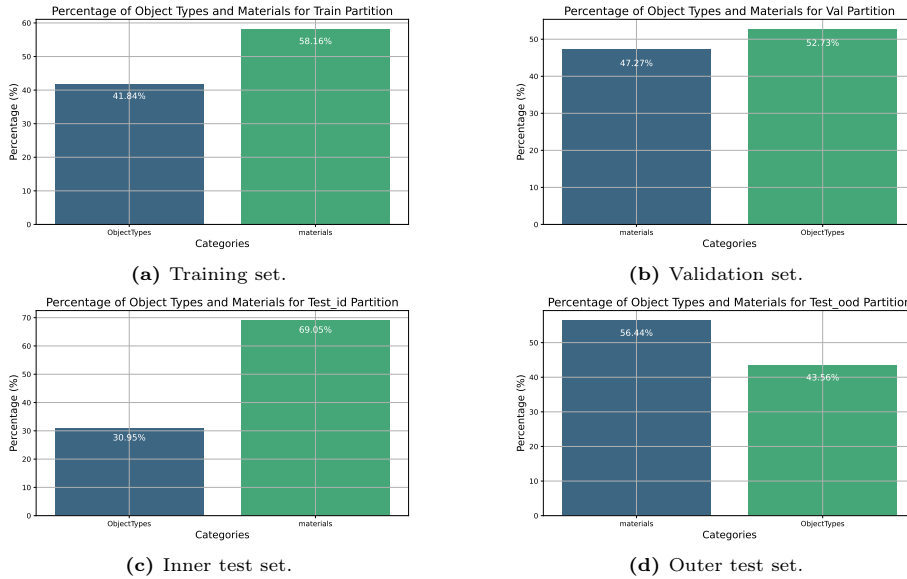 Percentage of Object Types and Materials for Train Partition
60
50
40
30
20
10
0
Percentage (%)
41.84%
58.16%
ObjectTypes
materials
Categories
(a) Training set.
Percentage of Object Types and Materials for Val Partition
50
40
30
20
10
0
Percentage (%)
47.27%
52.73%
materials
ObjectTypes
Categories
(b) Validation set.
Percentage of Object Types and Materials for Test_id Partition
70
60
50
40
30
20
10
0
Percentage (%)
30.95%
69.05%
ObjectTypes
materials
Categories
(c) Inner test set.
Percentage of Object Types and Materials for Test_ood Partition
50
40
30
20
10
0
Percentage (%)
56.44%
43.56%
materials
ObjectTypes
Categories
(d) Outer test set.